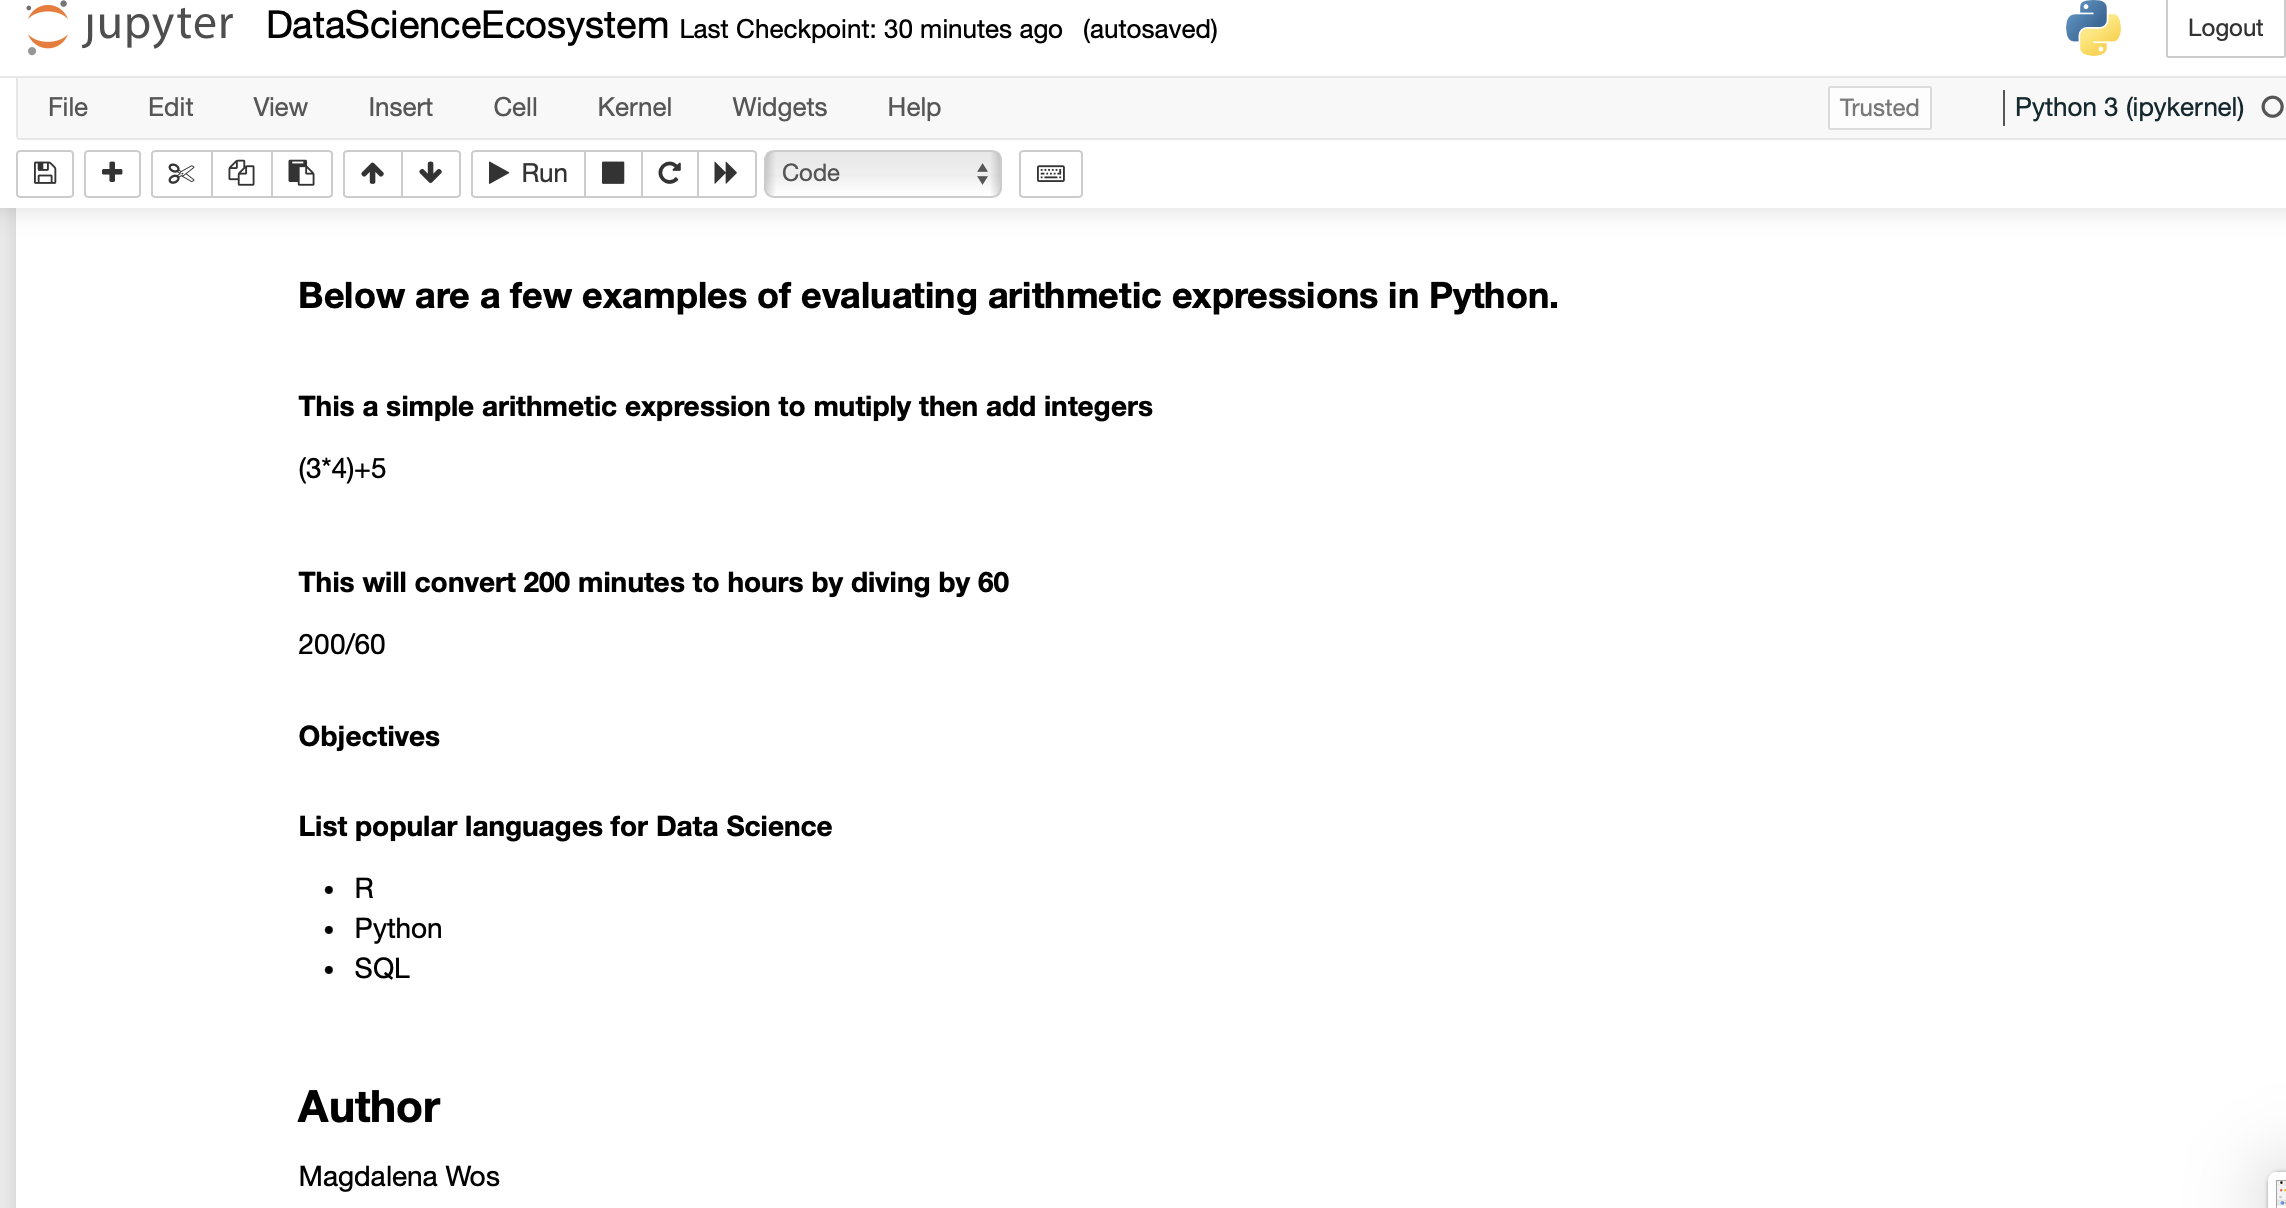 jupyter DataScienceEcosystem Last Checkpoint: 30 minutes ago (autosaved)
Logout
File Edit View Insert Cell Kernel Widgets Help
Trusted
Python 3 (ipykernel)
Run
Code
Below are a few examples of evaluating arithmetic expressions in Python.
This a simple arithmetic expression to mutiply then add integers
(3*4)+5
This will convert 200 minutes to hours by diving by 60
200/60
Objectives
List popular languages for Data Science
• R
• Python
• SQL
Author
Magdalena Wos